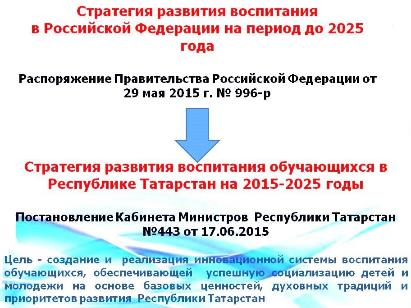 Стратегия развития воспитания
в Российской Федерации на период до 2025
года
Распоряжение Правительства Российской Федерации от
29 мая 2015 г. № 996-р
Стратегия развития воспитания обучающихся в
Республике Татарстан на 2015-2025 годы
Постановление Кабинета Министров Республики Татарстан
№443 от 17.06.2015
Цель - создание и реализация инновационной системы воспитания
обучающихся, обеспечивающей успешную социализацию детей и
молодежи на основе базовых ценностей, духовных традиций и
приоритетов развития Республики Татарстан